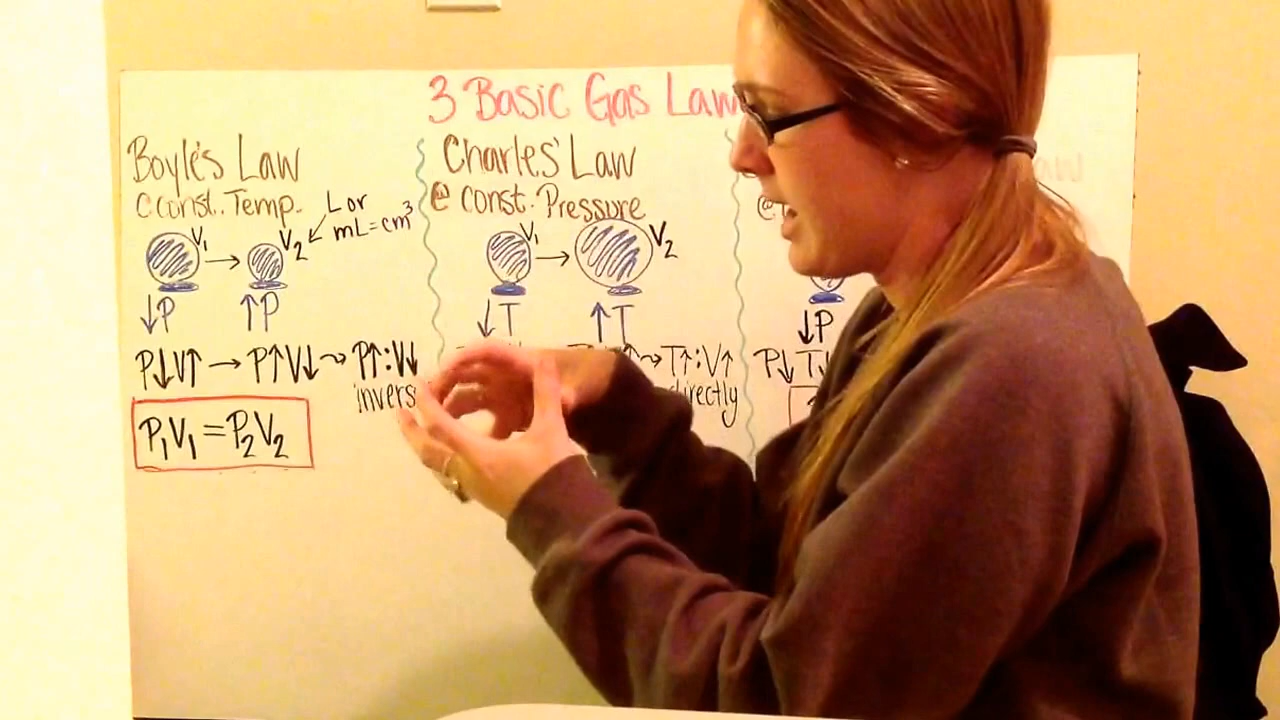 3 Basic Gas Law
Boyle's Law
@ const. Temp.
L or
mL=cm³
V₁ → V₂
↓P ↑P
P↓V↑ → P↑V↓ ⤳ P↑:V↓
invers
P₁V₁=P₂V₂
Charles' Law
@ const. Pressure
V₁ → V₂
↓T ↑T
⤳ T↑:V↑
directly
@
↓P
P↓T↓